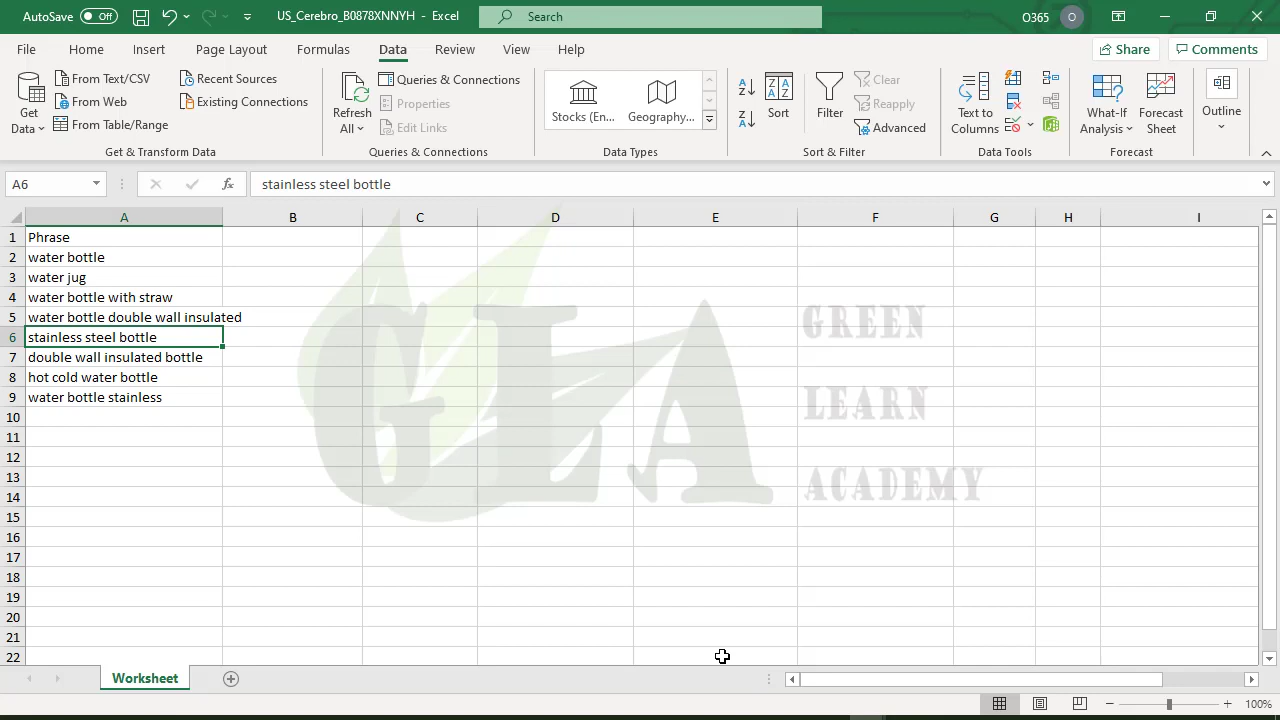 AutoSave Off US_Cerebro_B0878XNNYH - Excel Search O365 O
File Home Insert Page Layout Formulas Data Review View Help Share Comments
Get Data From Text/CSV From Web From Table/Range Recent Sources Existing Connections
Refresh All Queries & Connections Properties Edit Links
Stocks (En... Geography...
Sort Filter Clear Reapply Advanced
Text to Columns
What-If Analysis Forecast Sheet
Outline
Get & Transform Data Queries & Connections Data Types Sort & Filter Data Tools Forecast
A6 fx stainless steel bottle
A B C D E F G H I
1 Phrase
2 water bottle
3 water jug
4 water bottle with straw
5 water bottle double wall insulated
6 stainless steel bottle
7 double wall insulated bottle
8 hot cold water bottle
9 water bottle stainless
10
11
12
13
14
15
16
17
18
19
20
21
22
GLA
GREEN
LEARN
ACADEMY
Worksheet
100%